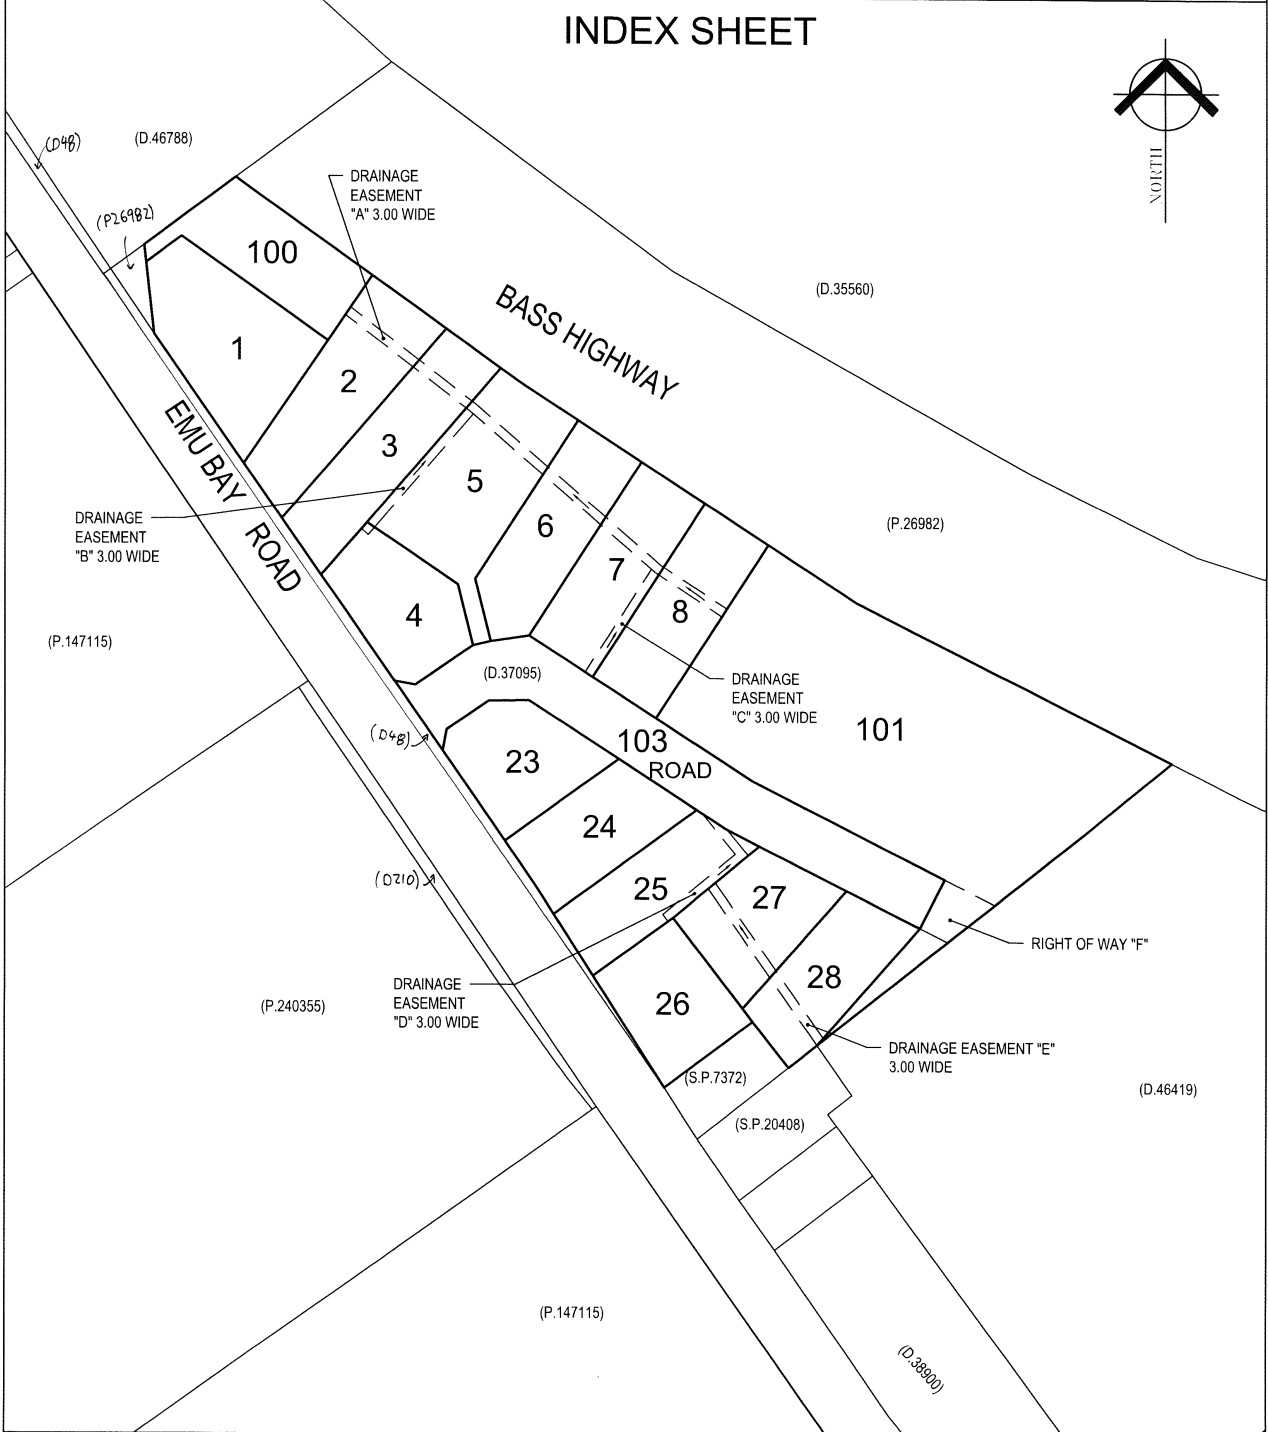 INDEX SHEET
NORTH
(D48)
(D.46788)
(P26982)
DRAINAGE
EASEMENT
"A" 3.00 WIDE
100
BASS HIGHWAY
(D.35560)
1
2
3
5
6
7
8
4
EMU BAY ROAD
DRAINAGE
EASEMENT
"B" 3.00 WIDE
(P.26982)
(P.147115)
(D.37095)
DRAINAGE
EASEMENT
"C" 3.00 WIDE
101
(D48)
103
ROAD
23
24
25
27
(D210)
28
26
RIGHT OF WAY "F"
DRAINAGE
EASEMENT
"D" 3.00 WIDE
(P.240355)
DRAINAGE EASEMENT "E"
3.00 WIDE
(S.P.7372)
(D.46419)
(S.P.20408)
(P.147115)
(D.38900)